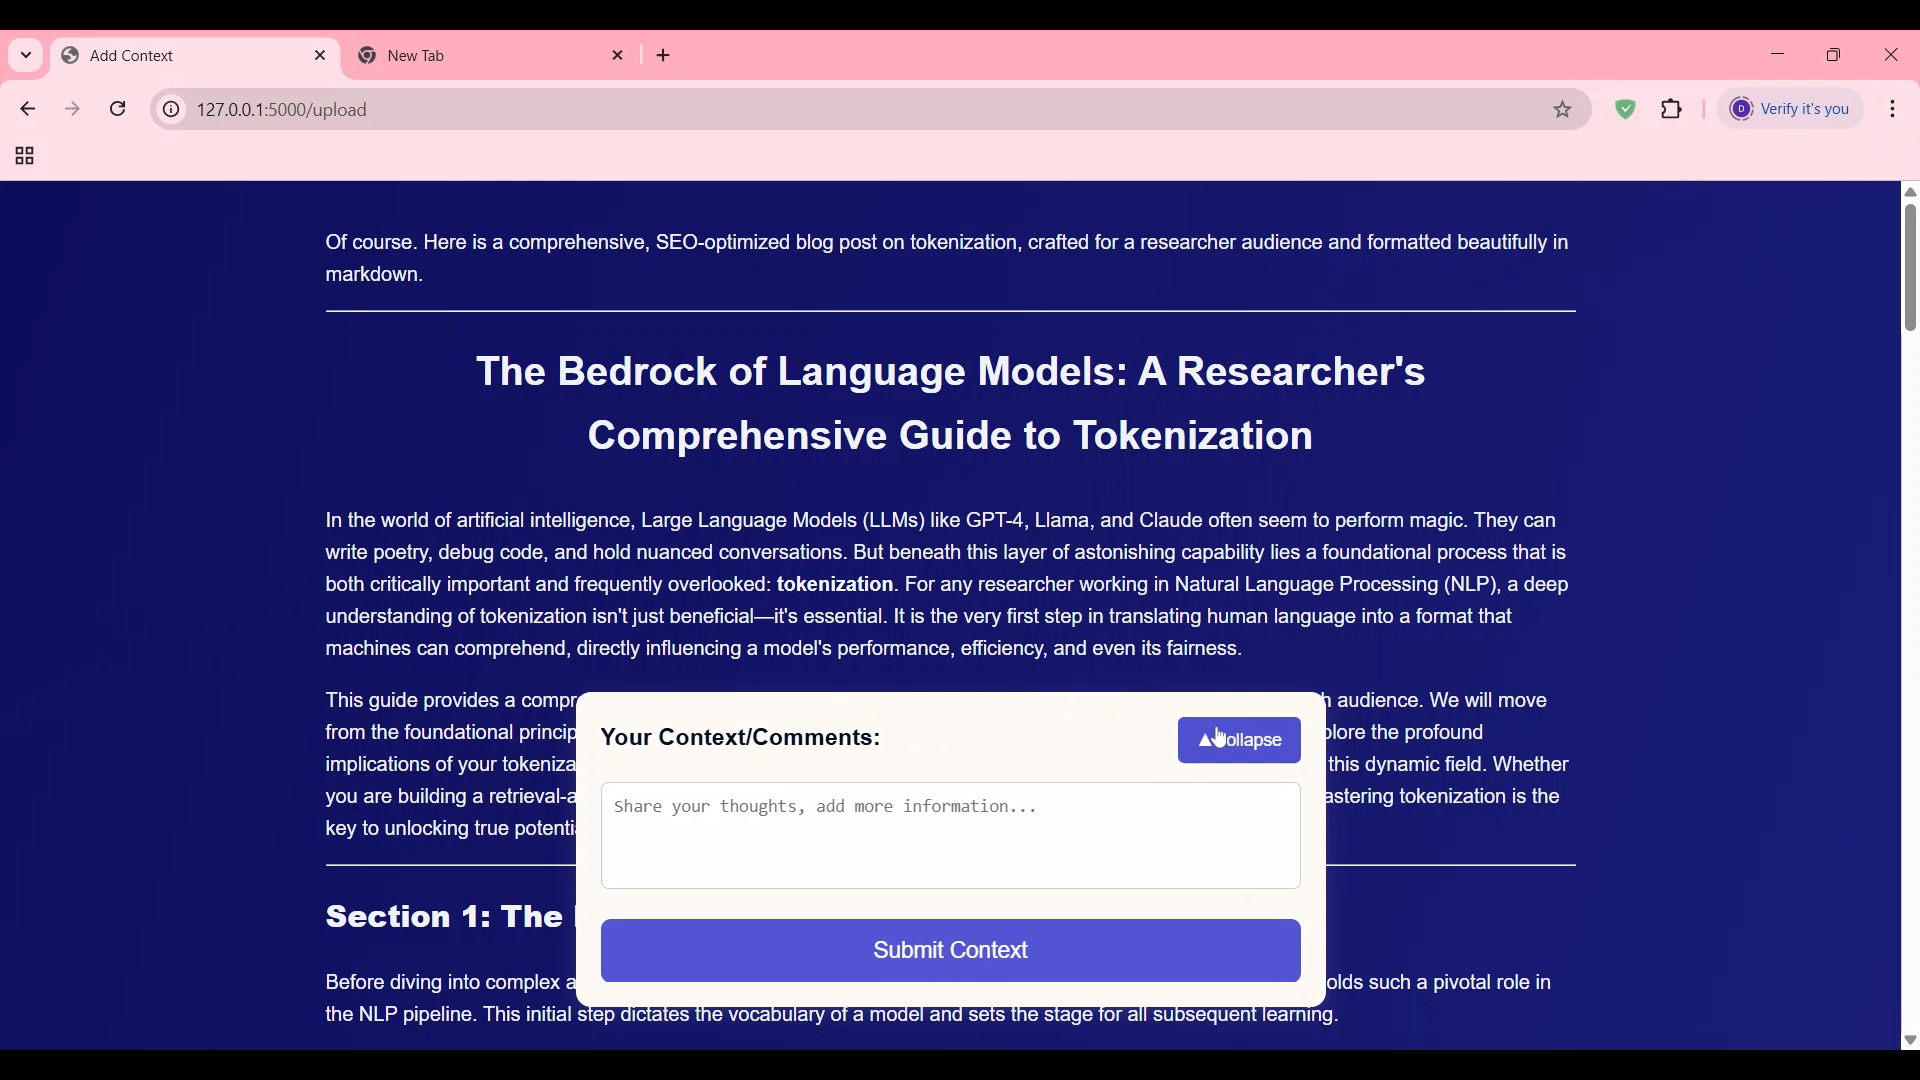 Add Context
New Tab
127.0.0.1:5000/upload
D
Verify it's you
Of course. Here is a comprehensive, SEO-optimized blog post on tokenization, crafted for a researcher audience and formatted beautifully in
markdown.
The Bedrock of Language Models: A Researcher's
Comprehensive Guide to Tokenization
In the world of artificial intelligence, Large Language Models (LLMs) like GPT-4, Llama, and Claude often seem to perform magic. They can
write poetry, debug code, and hold nuanced conversations. But beneath this layer of astonishing capability lies a foundational process that is
both critically important and frequently overlooked: tokenization. For any researcher working in Natural Language Processing (NLP), a deep
understanding of tokenization isn't just beneficial—it's essential. It is the very first step in translating human language into a format that
machines can comprehend, directly influencing a model's performance, efficiency, and even its fairness.
This guide provides a compr h audience. We will move
from the foundational princip plore the profound
implications of your tokeniza this dynamic field. Whether
you are building a retrieval-a astering tokenization is the
key to unlocking true potenti
Your Context/Comments:
▲ ollapse
Share your thoughts, add more information...
Submit Context
Section 1: The
Before diving into complex a olds such a pivotal role in
the NLP pipeline. This initial step dictates the vocabulary of a model and sets the stage for all subsequent learning.